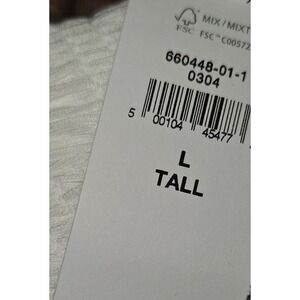 MIX / MIXT
FSC FSC™ C00572
660448-01-1
0304
5 00104 45477
L
TALL